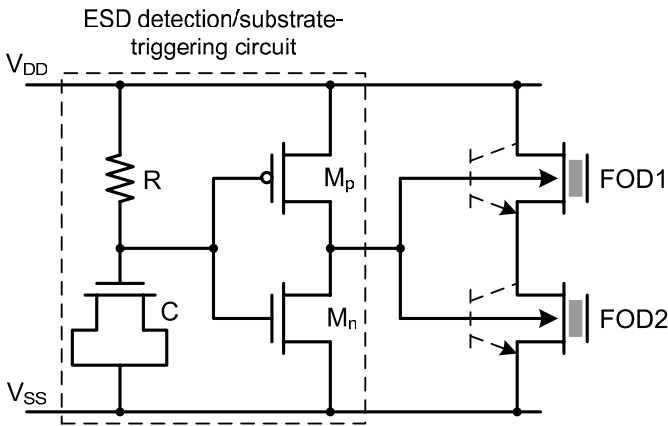 ESD detection/substrate-
triggering circuit
VDD
R
Mp
FOD1
C
Mn
FOD2
VSS